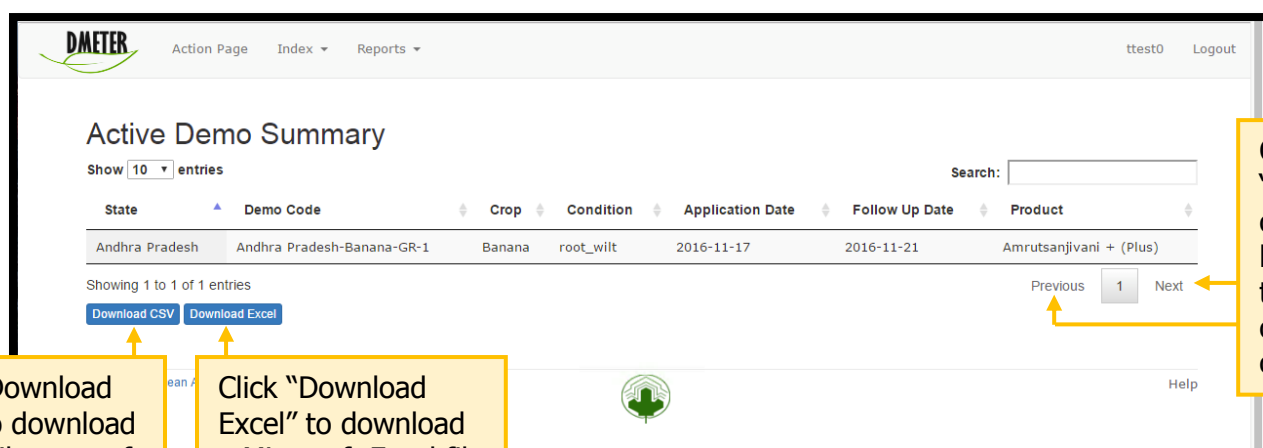 DMETER Action Page Index Reports ttest0 Logout
Active Demo Summary
Show 10 entries Search:
State Demo Code Crop Condition Application Date Follow Up Date Product
Andhra Pradesh Andhra Pradesh-Banana-GR-1 Banana root_wilt 2016-11-17 2016-11-21 Amrutsanjivani + (Plus)
Showing 1 to 1 of 1 entries Previous 1 Next
Download CSV Download Excel
Help
download
Click “Download
Excel” to download